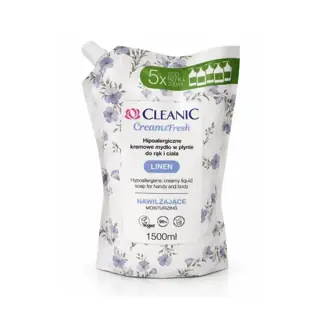 5x
CLEANIC
Cream&Fresh
Hipoalergiczne
kremowe mydło w płynie
do rąk i ciała
LINEN
Hypoallergenic creamy liquid
soap for hands and body
NAWILŻAJĄCE
MOISTURIZING
1500ml